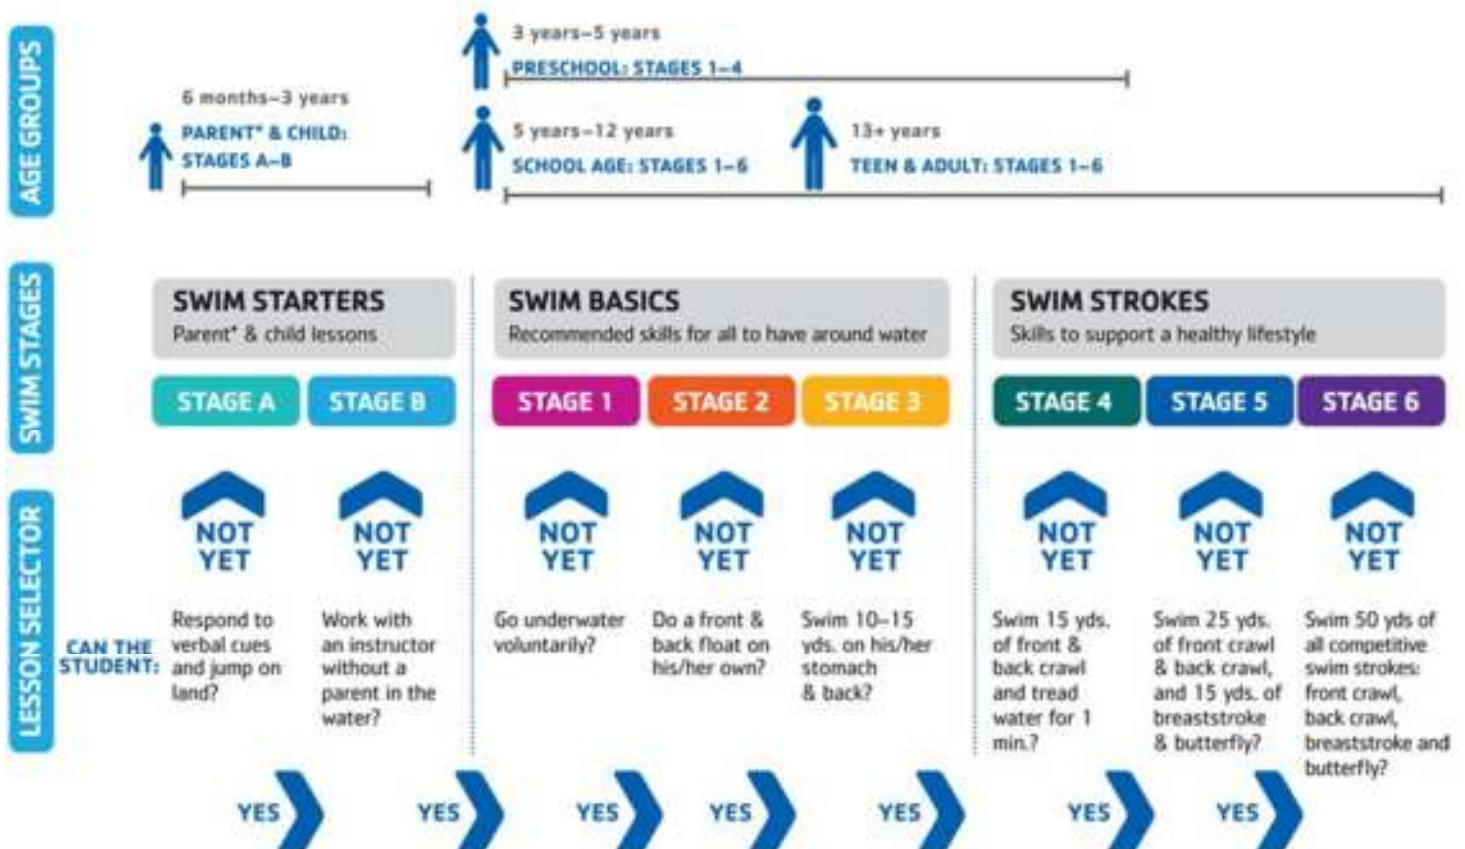 AGE GROUPS
6 months–3 years
PARENT* & CHILD:
STAGES A–B
3 years–5 years
PRESCHOOL: STAGES 1–4
5 years–12 years
SCHOOL AGE: STAGES 1–6
13+ years
TEEN & ADULT: STAGES 1–6
SWIM STAGES
SWIM STARTERS
Parent* & child lessons
STAGE A
STAGE B
SWIM BASICS
Recommended skills for all to have around water
STAGE 1
STAGE 2
STAGE 3
SWIM STROKES
Skills to support a healthy lifestyle
STAGE 4
STAGE 5
STAGE 6
LESSON SELECTOR
CAN THE
STUDENT:
NOT
YET
Respond to
verbal cues
and jump on
land?
YES
NOT
YET
Work with
an instructor
without a
parent in the
water?
YES
NOT
YET
Go underwater
voluntarily?
YES
NOT
YET
Do a front &
back float on
his/her own?
YES
NOT
YET
Swim 10–15
yds. on his/her
stomach
& back?
YES
NOT
YET
Swim 15 yds.
of front &
back crawl
and tread
water for 1
min.?
YES
NOT
YET
Swim 25 yds.
of front crawl
& back crawl,
and 15 yds. of
breaststroke
& butterfly?
YES
NOT
YET
Swim 50 yds of
all competitive
swim strokes:
front crawl,
back crawl,
breaststroke and
butterfly?